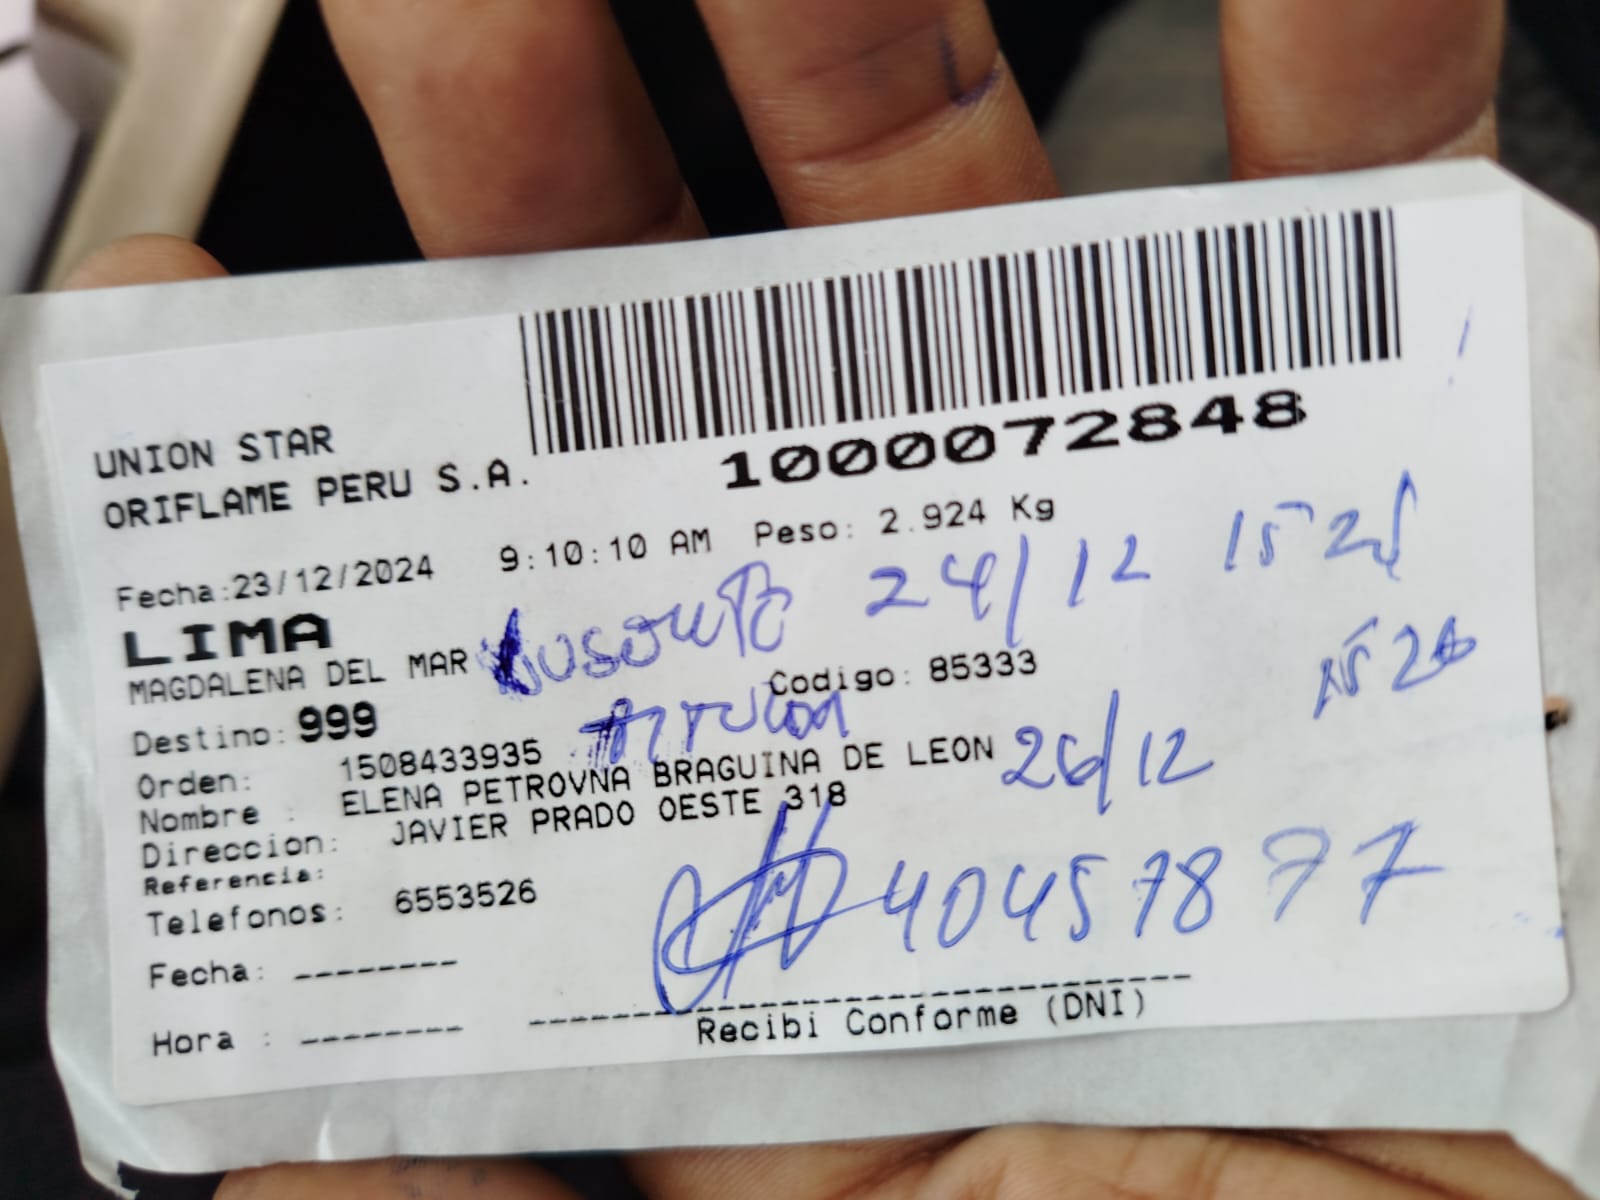 UNION STAR
ORIFLAME PERU S.A.
1000072848
Fecha:23/12/2024 9:10:10 AM Peso: 2.924 Kg
LIMA
24/12
MAGDALENA DEL MAR
Destino: 999 Codigo: 85333
Orden: 1508433935
Nombre : ELENA PETROVNA BRAGUINA DE LEON
26/12
Direccion: JAVIER PRADO OESTE 318
Referencia:
Telefonos: 6553526
40457877
Fecha: --------
Hora : --------
Recibi Conforme (DNI)